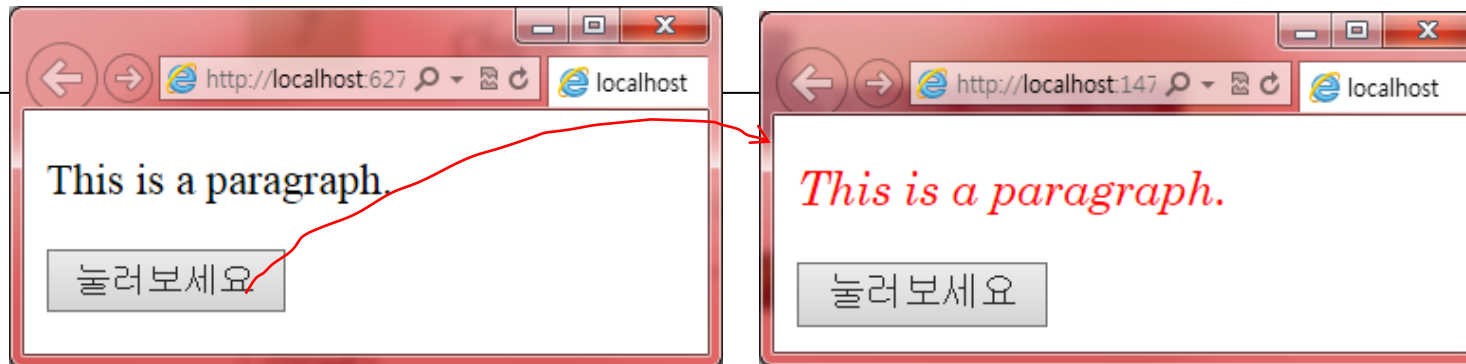 http://localhost:627
localhost
This is a paragraph.
눌러보세요
http://localhost:147
localhost
This is a paragraph.
눌러보세요